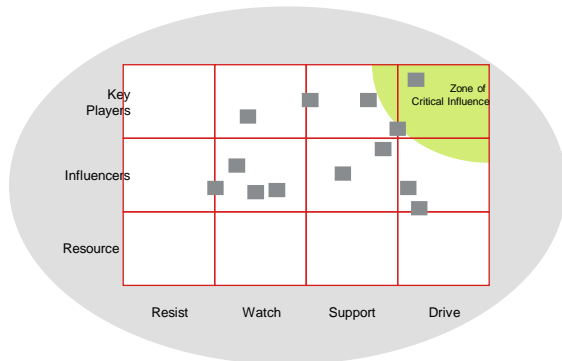 Key
Players
Zone of
Critical Influence
Influencers
Resource
Resist
Watch
Support
Drive